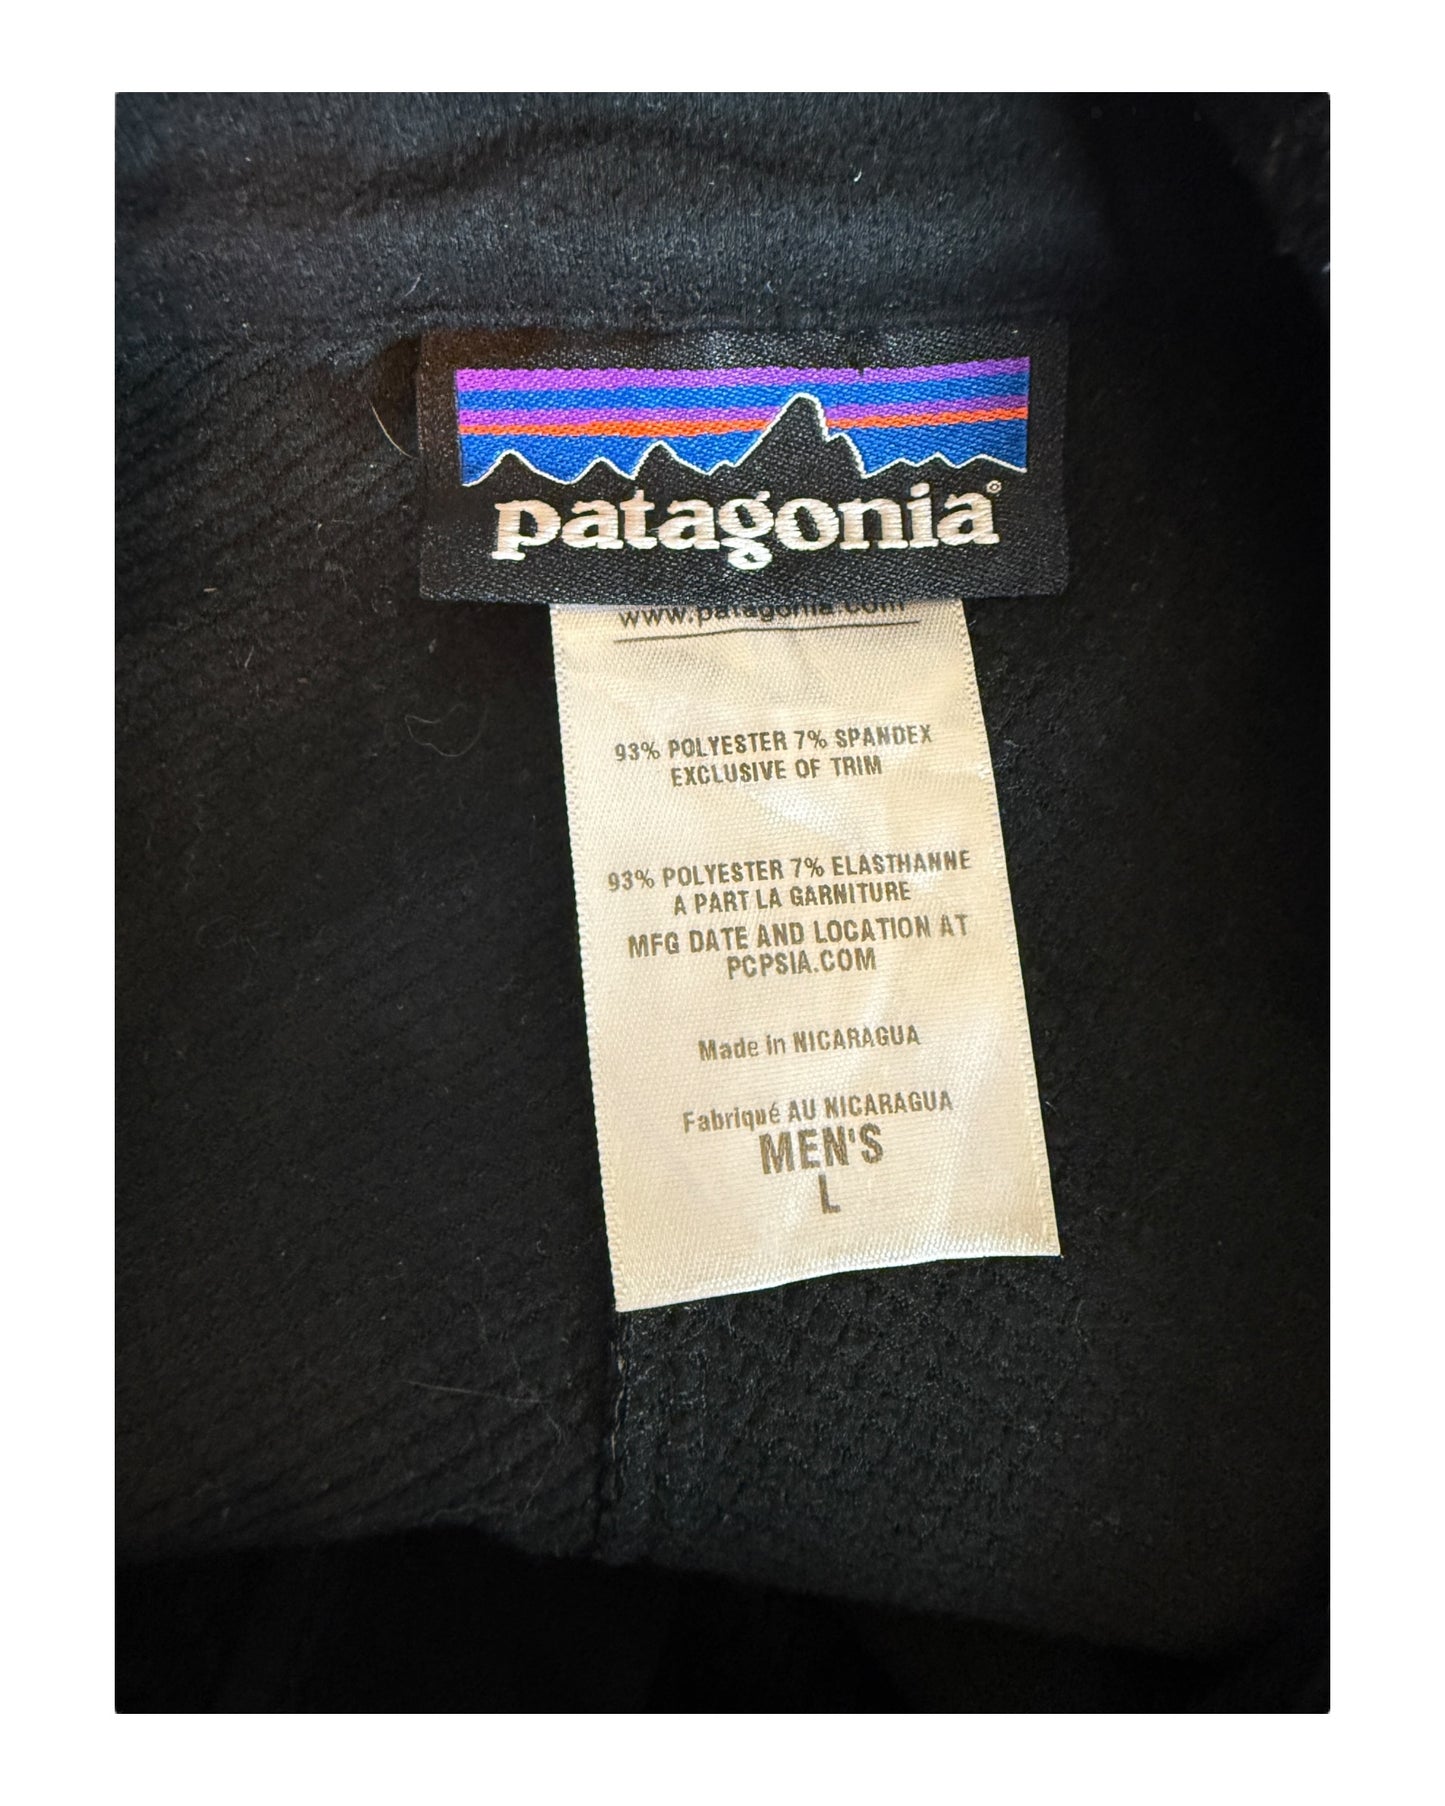 patagonia®
www.patagonia.com
93% POLYESTER 7% SPANDEX
EXCLUSIVE OF TRIM
93% POLYESTER 7% ELASTHANNE
A PART LA GARNITURE
MFG DATE AND LOCATION AT
PCPSIA.COM
Made in NICARAGUA
Fabriqué AU NICARAGUA
MEN'S
L